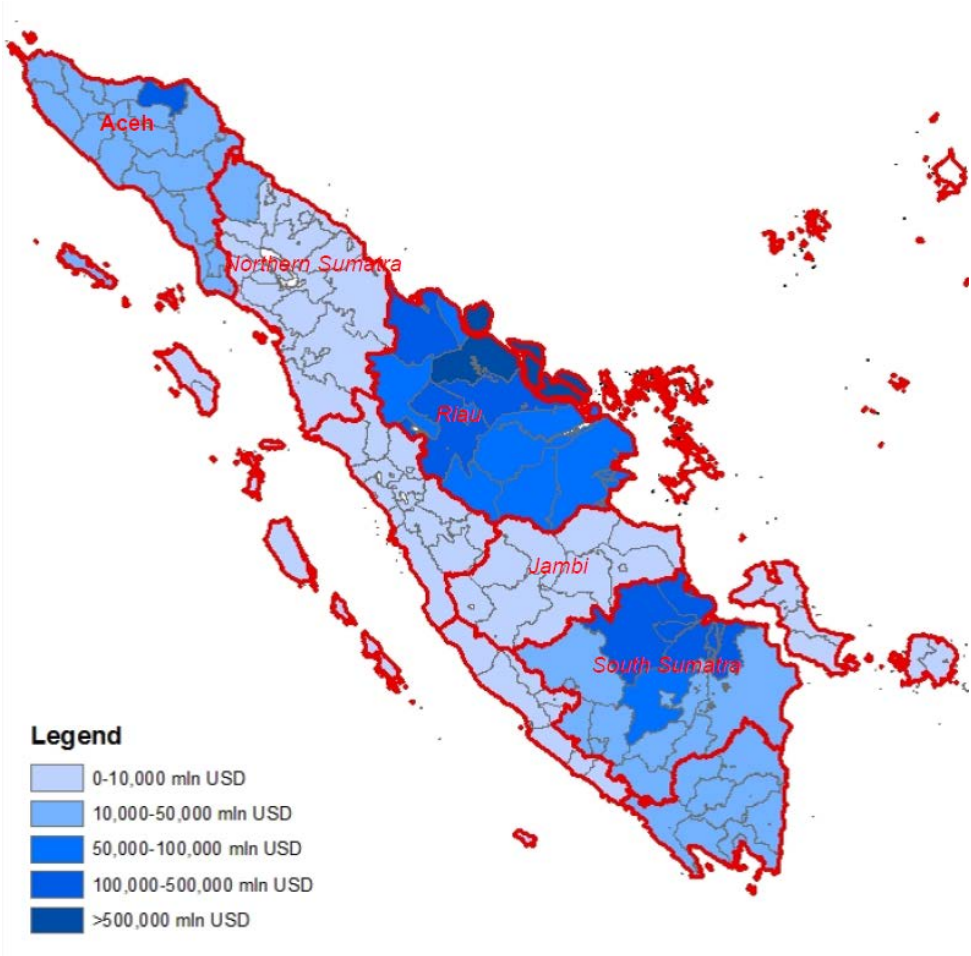 Aceh
Northern Sumatra
Riau
Jambi
South Sumatra
Legend
0-10,000 mln USD
10,000-50,000 mln USD
50,000-100,000 mln USD
100,000-500,000 mln USD
>500,000 mln USD